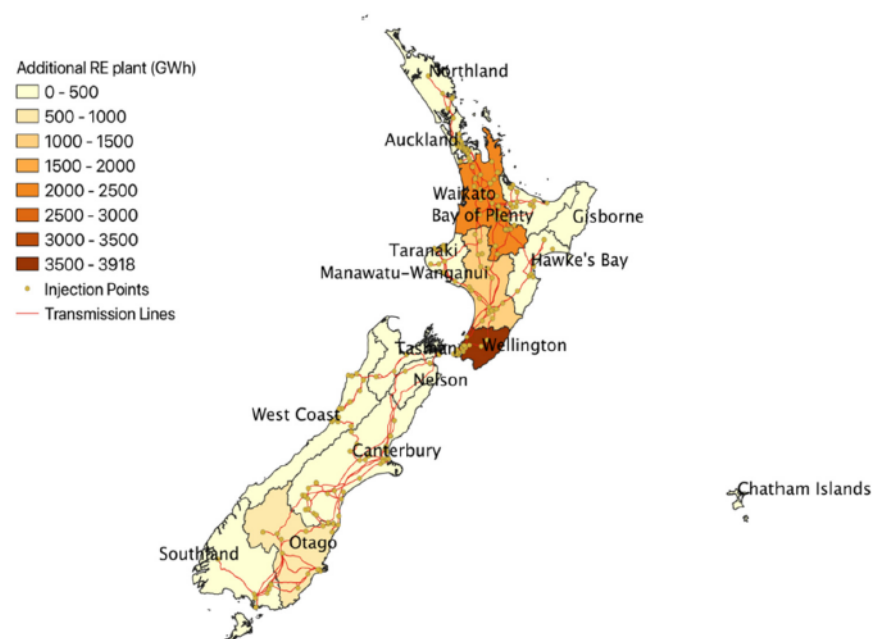 Additional RE plant (GWh)
0 - 500
500 - 1000
1000 - 1500
1500 - 2000
2000 - 2500
2500 - 3000
3000 - 3500
3500 - 3918
Injection Points
Transmission Lines
Northland
Auckland
Waikato
Bay of Plenty
Gisborne
Taranaki
Hawke's Bay
Manawatu-Wanganui
Tasman
Wellington
Nelson
West Coast
Canterbury
Chatham Islands
Otago
Southland